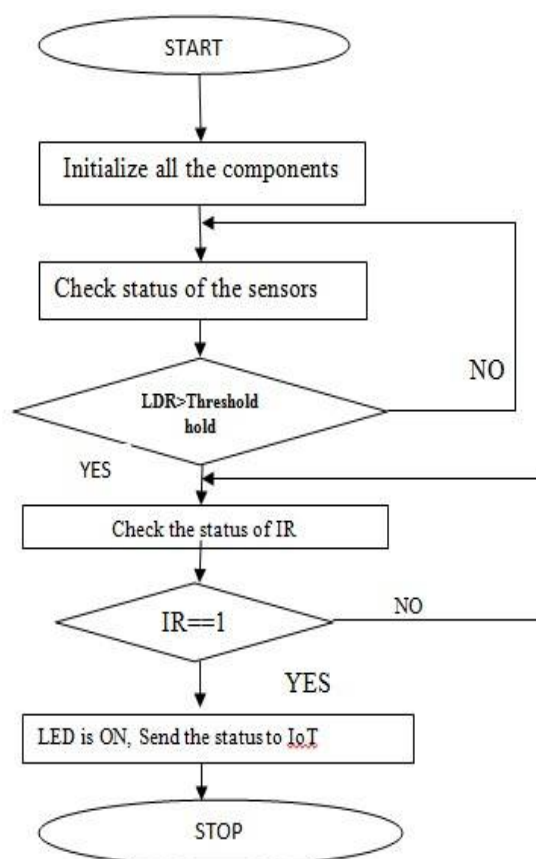 START
Initialize all the components
Check status of the sensors
NO
LDR>Threshold
hold
YES
Check the status of IR
IR==1
NO
YES
LED is ON, Send the status to IoT
STOP